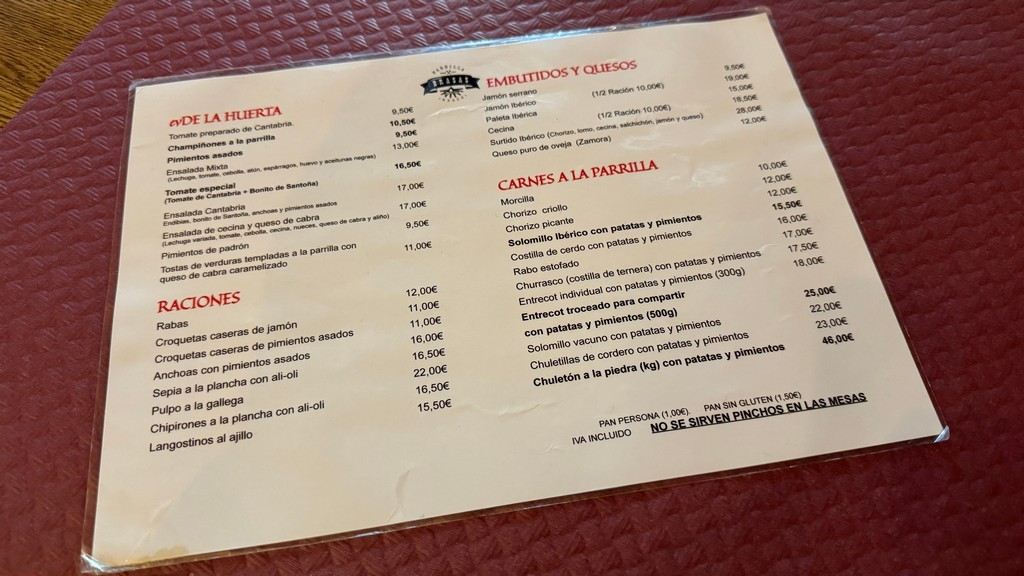 PARRILLA
BRASAS
evDE LA HUERTA
Tomate preparado de Cantabria. 9,50€
Champiñones a la parrilla 10,50€
Pimientos asados 9,50€
Ensalada Mixta 13,00€
(Lechuga, tomate, cebolla, aton, espárragos, huevo y aceitunas negras)
Tomate especial 16,50€
(Tomate de Cantabria + Bonito de Santoña)
Ensalada Cantabria 17,00€
Endibias, bonito de Santoña, anchoas y pimientos asados
Ensalada de cecina y queso de cabra 17,00€
(Lechuga variada, tomate, cebolla, cecina, nueces, queso de cabra y aliño)
Pimientos de padrón 9,50€
Tostas de verduras templadas a la parrilla con
queso de cabra caramelizado 11,00€
RACIONES
Rabas 12,00€
Croquetas caseras de jamón 11,00€
Croquetas caseras de pimientos asados 11,00€
Anchoas con pimientos asados 16,00€
Sepia a la plancha con ali-oli 16,50€
Pulpo a la gallega 22,00€
Chipirones a la plancha con ali-oli 16,50€
Langostinos al ajillo 15,50€
EMBUTIDOS Y QUESOS
Jamón serrano 9,50€
Jamón Ibérico (1/2 Ración 10,00€) 19,00€
Paleta Ibérica 15,00€
Cecina (1/2 Ración 10,00€) 18,50€
Surtido Ibérico (Chorizo, lomo, cecina, salchichón, jamón y queso) 28,00€
Queso puro de oveja (Zamora) 12,00€
CARNES A LA PARRILLA
Morcilla 10,00€
Chorizo criollo 12,00€
Chorizo picante 12,00€
Solomillo Ibérico con patatas y pimientos 15,50€
Costilla de cerdo con patatas y pimientos 16,00€
Rabo estofado 17,00€
Churrasco (costilla de ternera) con patatas y pimientos 17,50€
Entrecot individual con patatas y pimientos (300g) 18,00€
Entrecot troceado para compartir
con patatas y pimientos (500g) 25,00€
Solomillo vacuno con patatas y pimientos 22,00€
Chuletillas de cordero con patatas y pimientos 23,00€
Chuletón a la piedra (kg) con patatas y pimientos 46,00€
PAN PERSONA (1,00€). PAN SIN GLUTEN (1,50€)
IVA INCLUIDO NO SE SIRVEN PINCHOS EN LAS MESAS